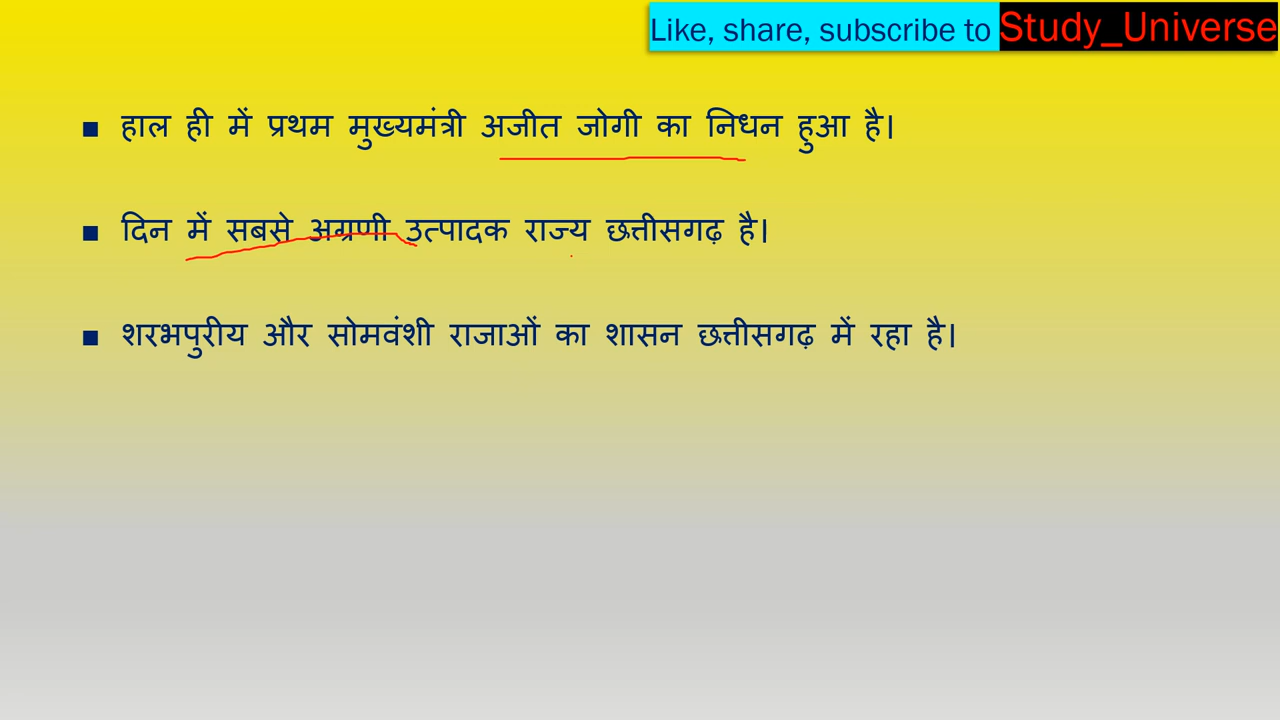 Like, share, subscribe to Study_Universe
▪ हाल ही में प्रथम मुख्यमंत्री अजीत जोगी का निधन हुआ है।
▪ दिन में सबसे अग्रणी उत्पादक राज्य छत्तीसगढ़ है।
▪ शरभपुरीय और सोमवंशी राजाओं का शासन छत्तीसगढ़ में रहा है।